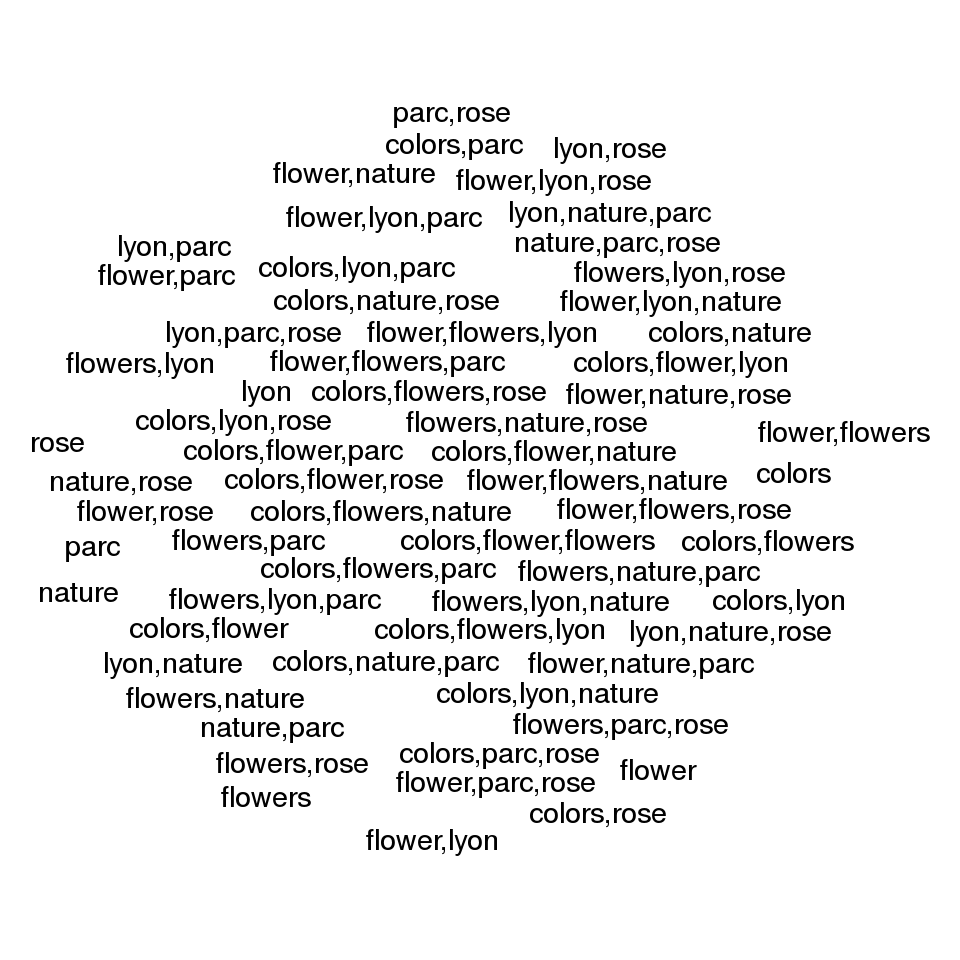 parc,rose
colors,parc
lyon,rose
flower,nature
flower,lyon,rose
flower,lyon,parc
lyon,nature,parc
lyon,parc
nature,parc,rose
flower,parc
colors,lyon,parc
flowers,lyon,rose
colors,nature,rose
flower,lyon,nature
lyon,parc,rose
flower,flowers,lyon
colors,nature
flowers,lyon
flower,flowers,parc
colors,flower,lyon
lyon
colors,flowers,rose
flower,nature,rose
colors,lyon,rose
flowers,nature,rose
flower,flowers
rose
colors,flower,parc
colors,flower,nature
nature,rose
colors,flower,rose
flower,flowers,nature
colors
flower,rose
colors,flowers,nature
flower,flowers,rose
parc
flowers,parc
colors,flower,flowers
colors,flowers
colors,flowers,parc
flowers,nature,parc
nature
flowers,lyon,parc
flowers,lyon,nature
colors,lyon
colors,flower
colors,flowers,lyon
lyon,nature,rose
lyon,nature
colors,nature,parc
flower,nature,parc
flowers,nature
colors,lyon,nature
nature,parc
flowers,parc,rose
flowers,rose
colors,parc,rose
flower
flowers
flower,parc,rose
colors,rose
flower,lyon